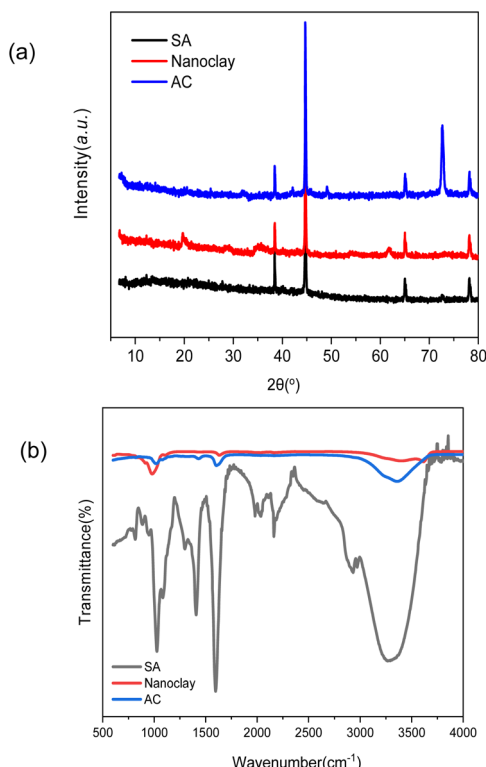 (a)
SA
Nanoclay
AC
Intensity(a.u.)
10 20 30 40 50 60 70 80
2θ(º)
(b)
Transmittance(%)
SA
Nanoclay
AC
500 1000 1500 2000 2500 3000 3500 4000
Wavenumber(cm⁻¹)